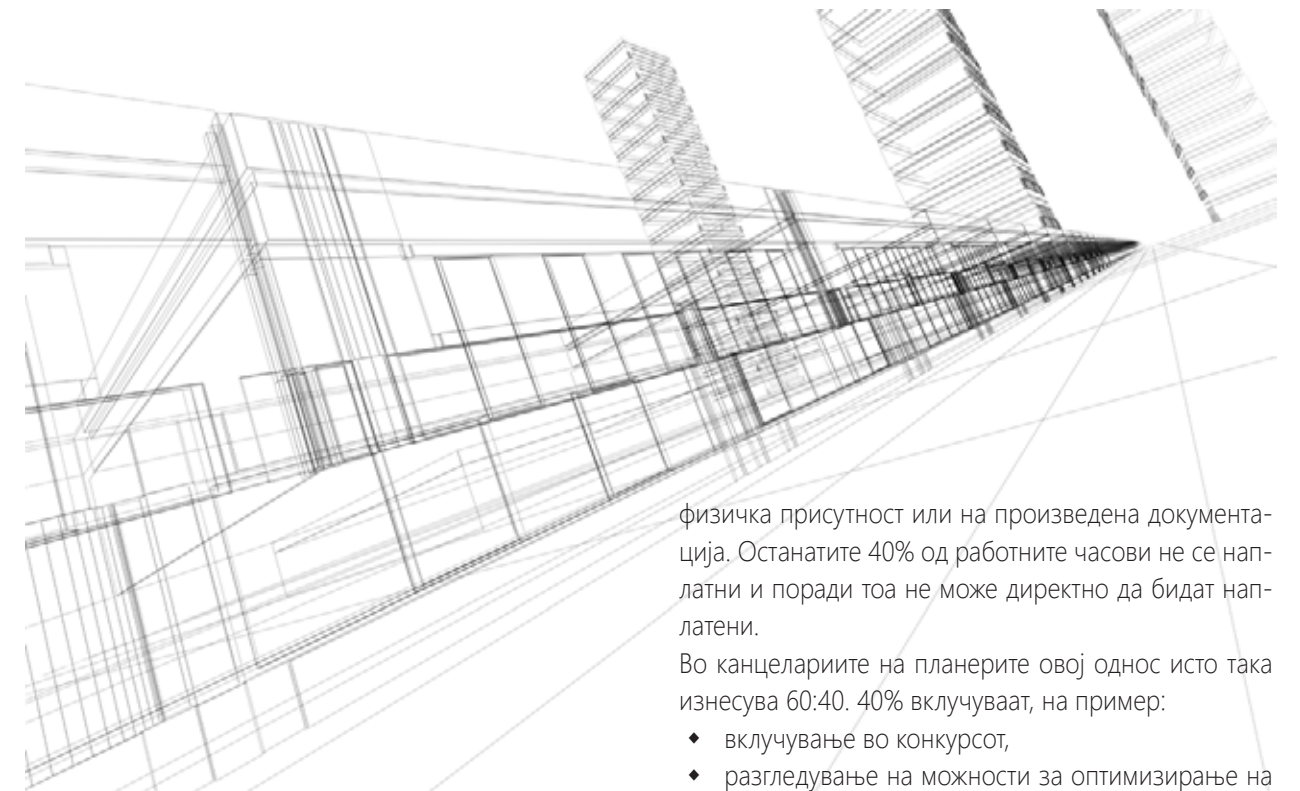 физичка присутност или на произведена документа-
ција. Останатите 40% од работните часови не се нап-
латни и поради тоа не може директно да бидат нап-
латени.
Во канцелариите на планерите овој однос исто така
изнесува 60:40. 40% вклучуваат, на пример:
◆ вклучување во конкурсот,
◆ разгледување на можности за оптимизирање на